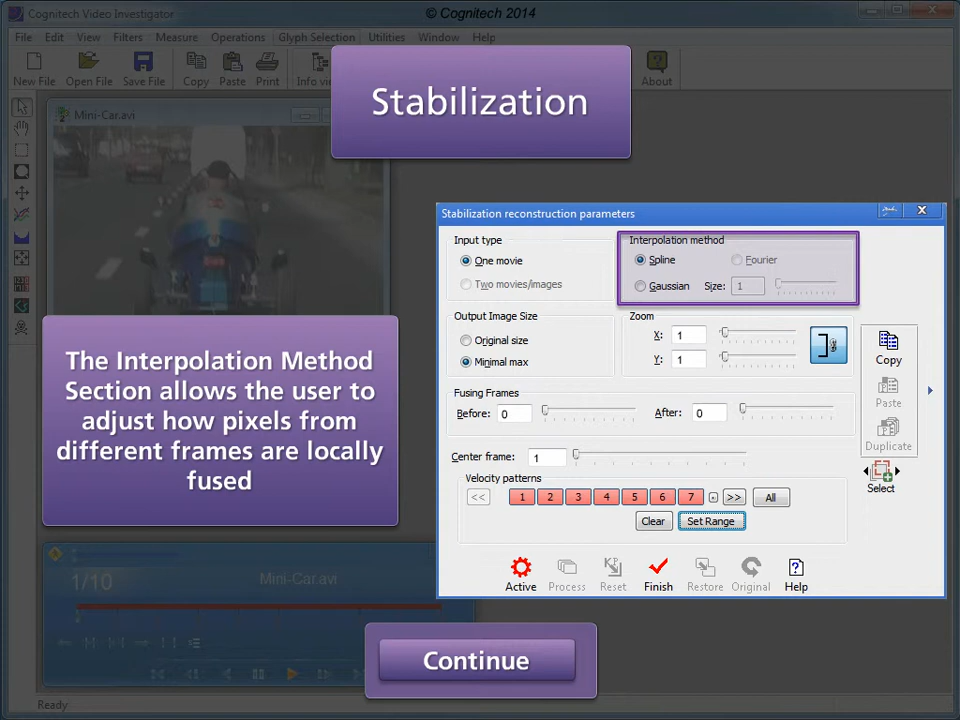 © Cognitech 2014
Cognitech Video Investigator
File Edit View Filters Measure Operations Glyph Selection Utilities Window Help
New File Open File Save File Copy Paste Print Info About
Stabilization
Mini-Car.avi
Stabilization reconstruction parameters
Input type
One movie
Two movies/images
Interpolation method
Spline Fourier
Gaussian Size: 1
Output Image Size
Original size
Minimal max
Zoom
X: 1
Y: 1
Copy
Paste
Duplicate
Select
Fusing Frames
Before: 0 After: 0
Center frame: 1
Velocity patterns
<< 1 2 3 4 5 6 7 . >> All
Clear Set Range
Active Process Reset Finish Restore Original Help
The Interpolation Method
Section allows the user to
adjust how pixels from
different frames are locally
fused
1/10 Mini-Car.avi
Continue
Ready